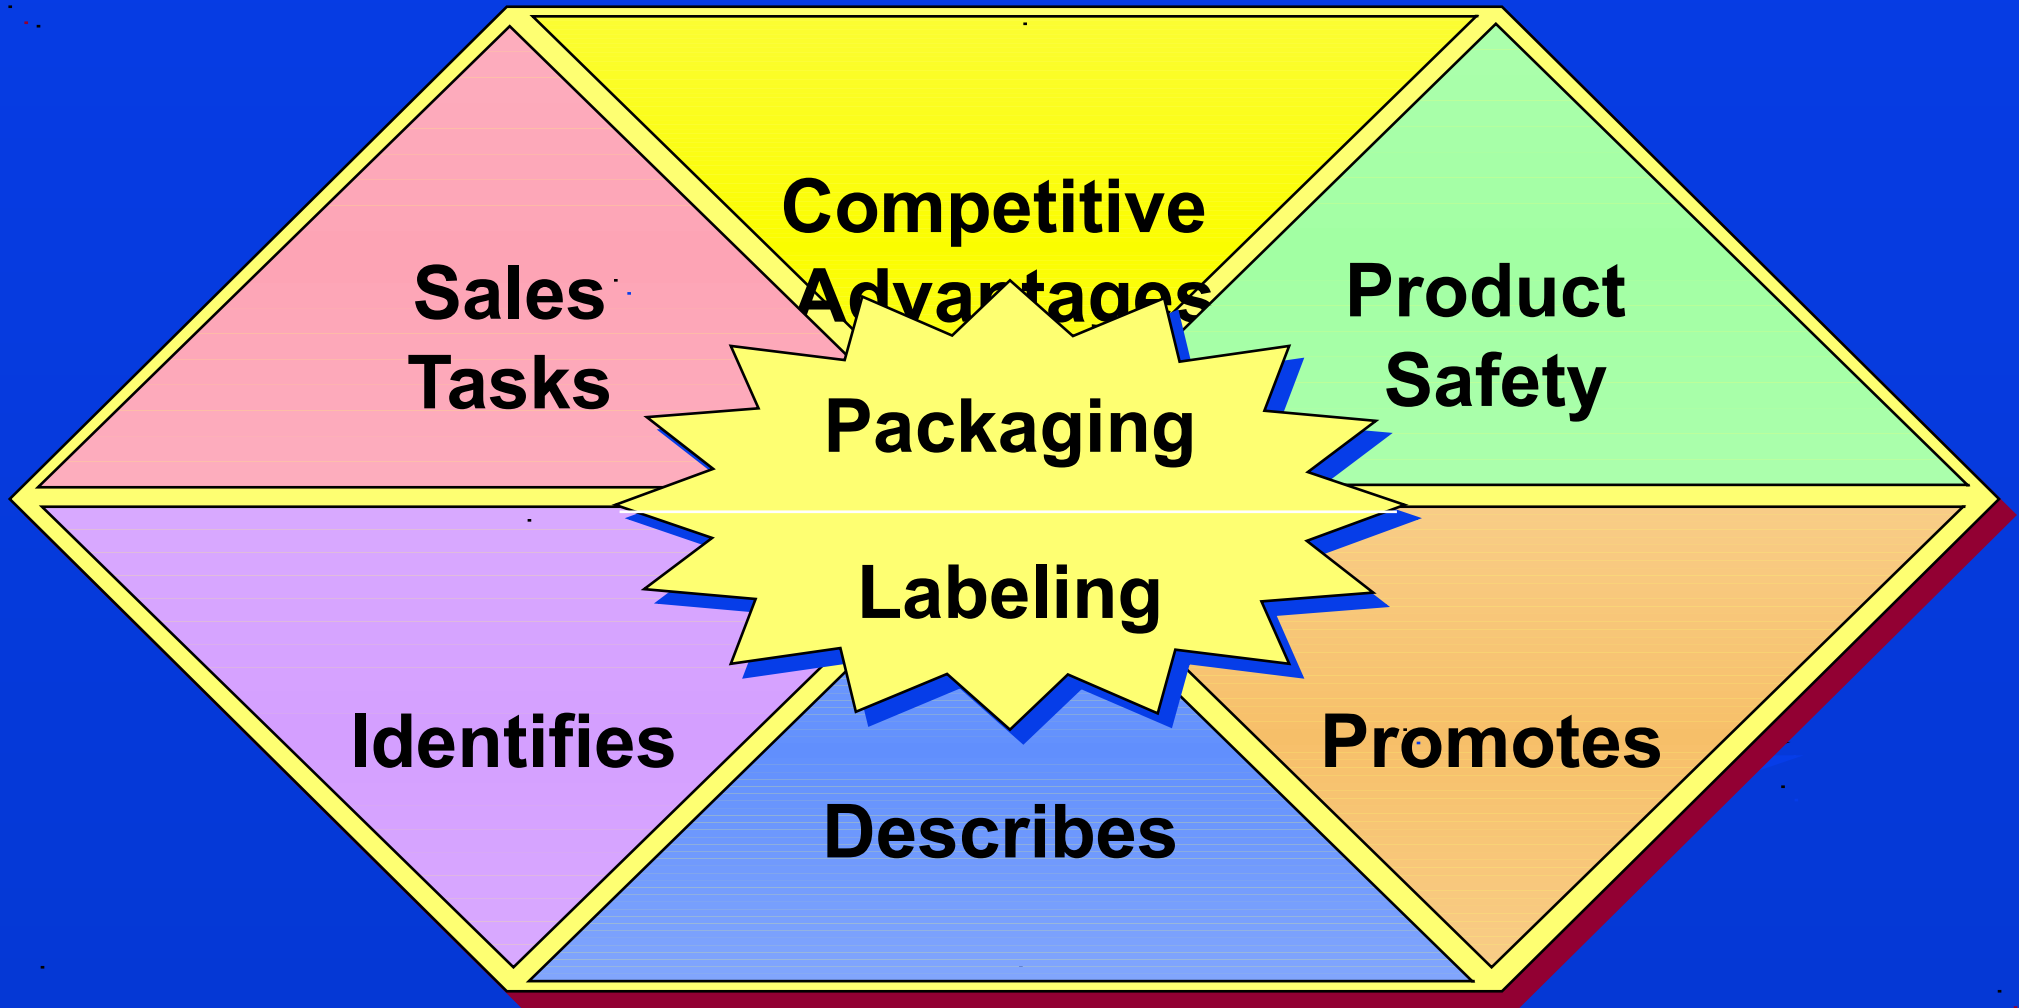 Competitive
Advantages
Sales
Tasks
Product
Safety
Packaging
Labeling
Identifies
Promotes
Describes